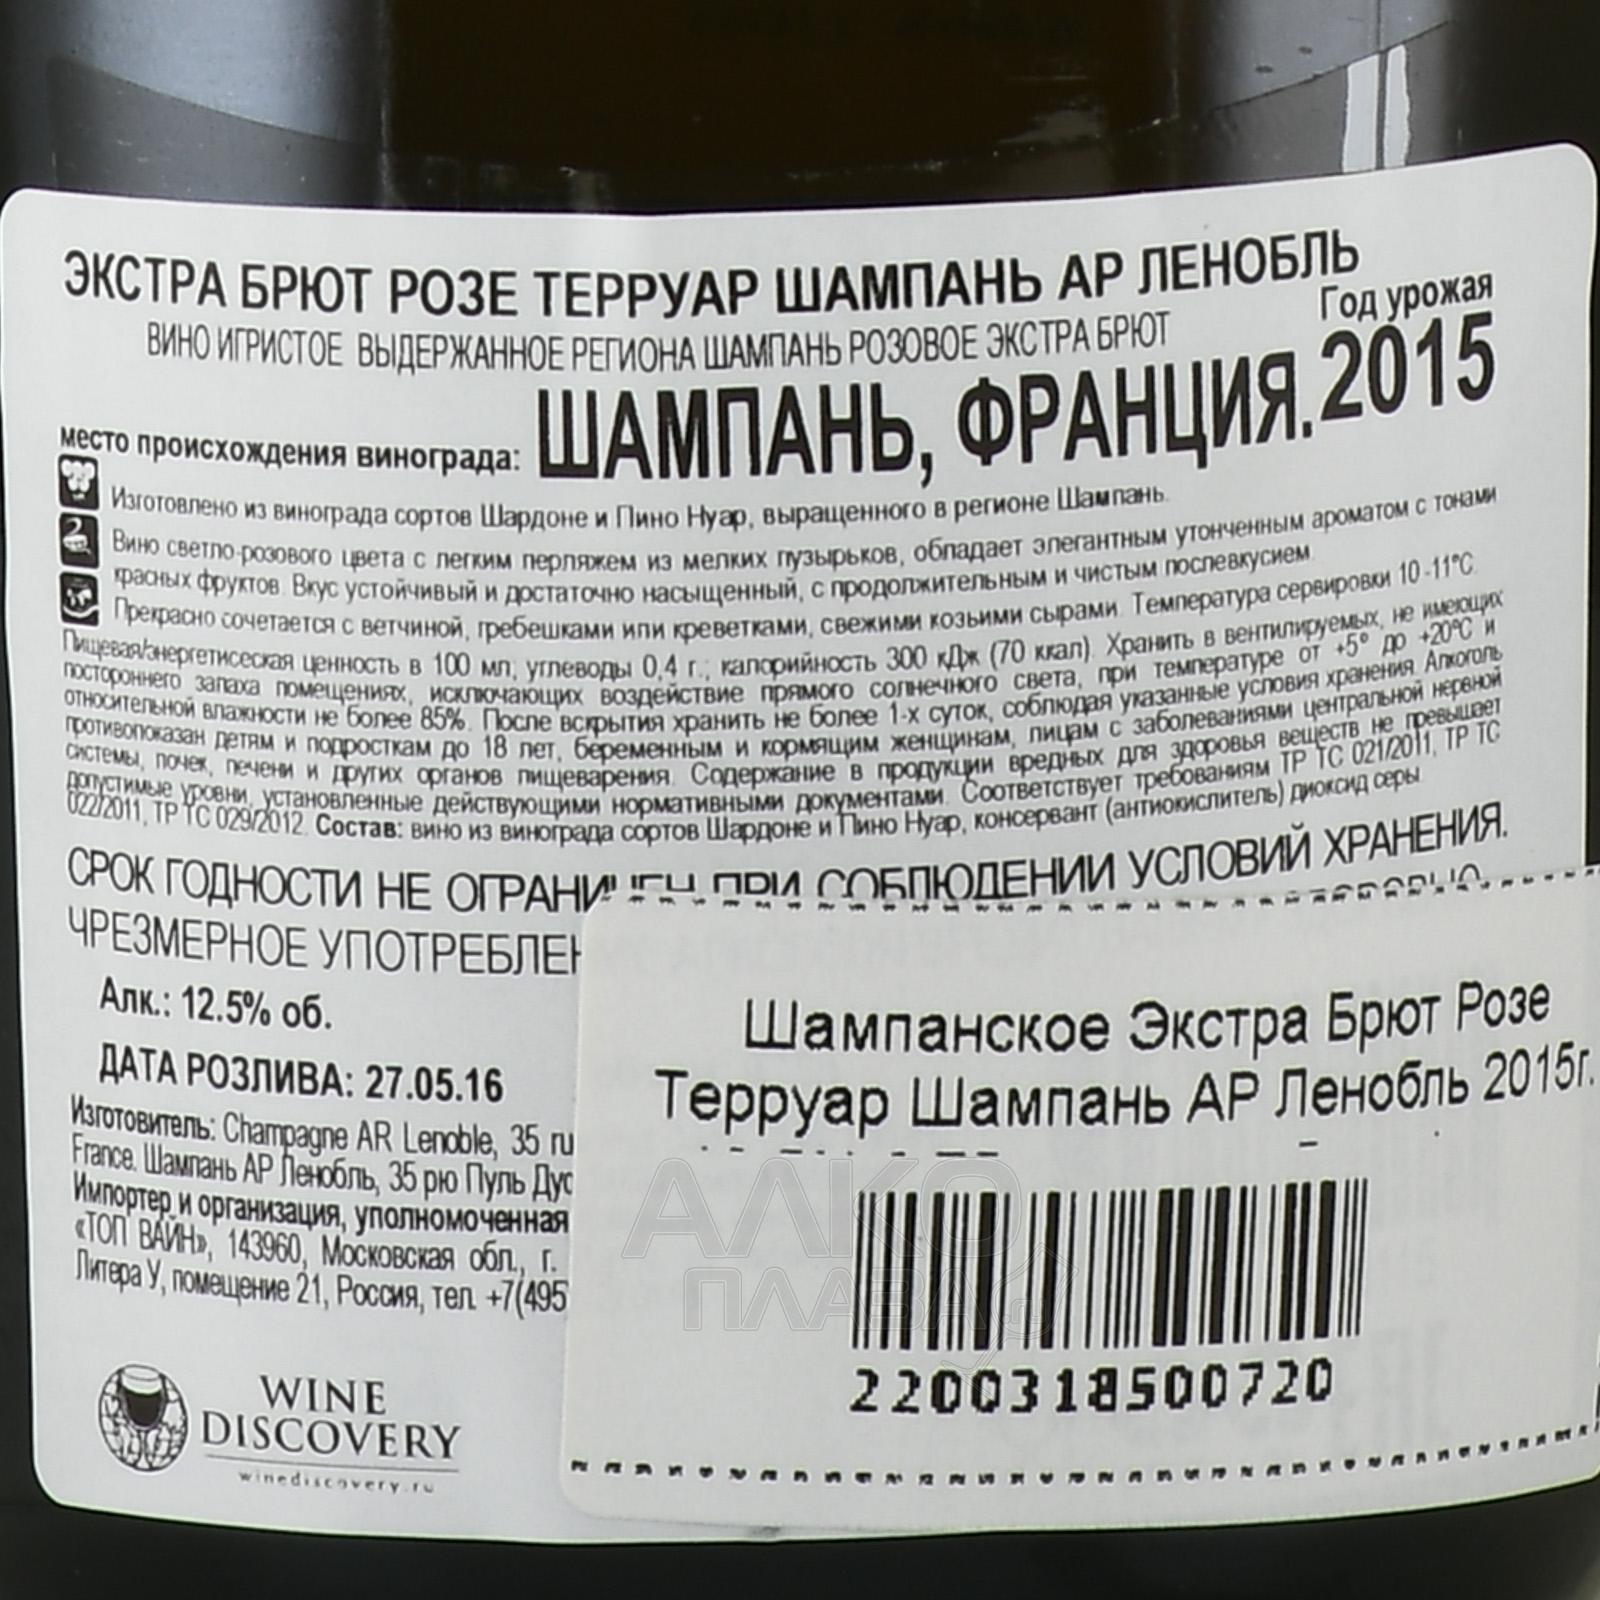 ЭКСТРА БРЮТ РОЗЕ ТЕРРУАР ШАМПАНЬ АР ЛЕНОБЛЬ
Год урожая
ВИНО ИГРИСТОЕ ВЫДЕРЖАННОЕ РЕГИОНА ШАМПАНЬ РОЗОВОЕ ЭКСТРА БРЮТ
место происхождения винограда: ШАМПАНЬ, ФРАНЦИЯ. 2015
Изготовлено из винограда сортов Шардоне и Пино Нуар, выращенного в регионе Шампань.
Вино светло-розового цвета с легким перляжем из мелких пузырьков, обладает элегантным утонченным ароматом с тонами
красных фруктов. Вкус устойчивый и достаточно насыщенный, с продолжительным и чистым послевкусием.
Прекрасно сочетается с ветчиной, гребешками или креветками, свежими козьими сырами. Температура сервировки 10 -11°С.
Пищевая/энергетисеская ценность в 100 мл, углеводы 0,4 г.; калорийность 300 кДж (70 ккал). Хранить в вентилируемых, не имеющих
постороннего запаха помещениях, исключающих воздействие прямого солнечного света, при температуре от +5° до +20°С и
относительной влажности не более 85%. После вскрытия хранить не более 1-х суток, соблюдая указанные условия хранения. Алкоголь
противопоказан детям и подросткам до 18 лет, беременным и кормящим женщинам, лицам с заболеваниями центральной нервной
системы, почек, печени и других органов пищеварения. Содержание в продукции вредных для здоровья веществ не превышает
допустимые уровни, установленные действующими нормативными документами. Соответствует требованиям ТР ТС 021/2011, ТР ТС
022/2011, ТР ТС 029/2012. Состав: вино из винограда сортов Шардоне и Пино Нуар, консервант (антиокислитель) диоксид серы.
СРОК ГОДНОСТИ НЕ ОГРАНИЧЕН ПРИ СОБЛЮДЕНИИ УСЛОВИЙ ХРАНЕНИЯ.
ЧРЕЗМЕРНОЕ УПОТРЕБЛЕН
Алк.: 12.5% об.
ДАТА РОЗЛИВА: 27.05.16
Изготовитель: Champagne AR Lenoble, 35 ru
France. Шампань АР Ленобль, 35 рю Пуль Дус
Импортер и организация, уполномоченная
«ТОП ВАЙН», 143960, Московская обл., г.
Литера У, помещение 21, Россия, тел. +7(495
WINE
DISCOVERY
winediscovery.ru
Шампанское Экстра Брют Розе
Терруар Шампань АР Ленобль 2015г.
2200318500720
АЛКО
ПЛАЗА.ru